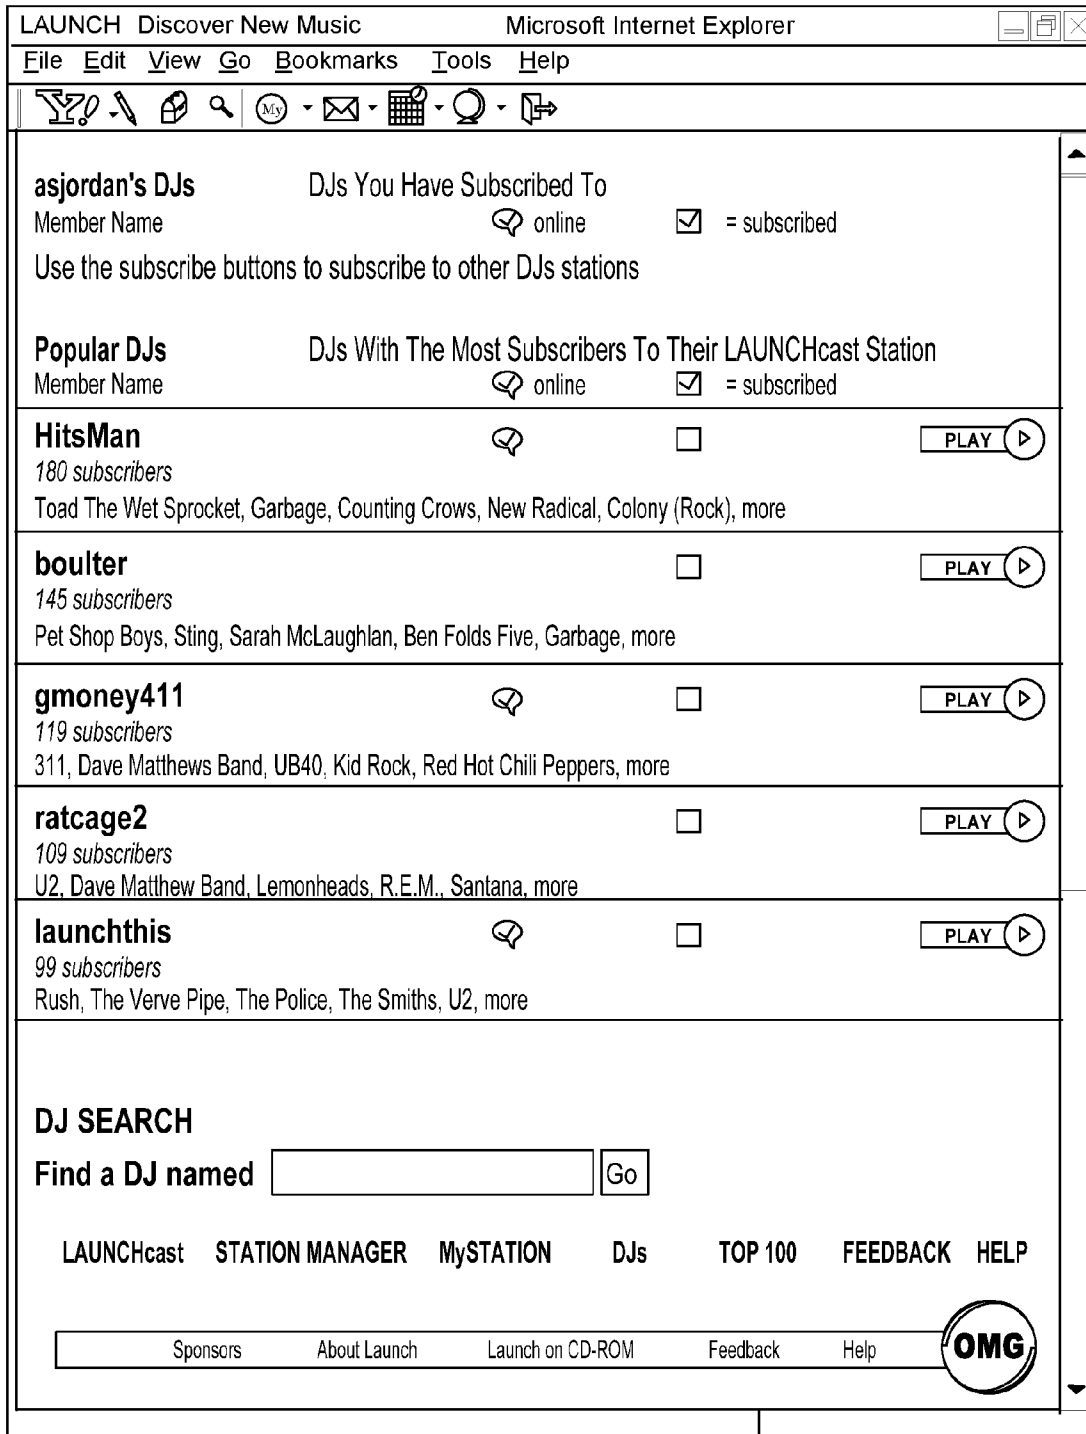 LAUNCH Discover New Music Microsoft Internet Explorer
File Edit View Go Bookmarks Tools Help
Y! My
asjordan's DJs DJs You Have Subscribed To
Member Name online = subscribed
Use the subscribe buttons to subscribe to other DJs stations
Popular DJs DJs With The Most Subscribers To Their LAUNCHcast Station
Member Name online = subscribed
HitsMan PLAY
180 subscribers
Toad The Wet Sprocket, Garbage, Counting Crows, New Radical, Colony (Rock), more
boulter PLAY
145 subscribers
Pet Shop Boys, Sting, Sarah McLaughlan, Ben Folds Five, Garbage, more
gmoney411 PLAY
119 subscribers
311, Dave Matthews Band, UB40, Kid Rock, Red Hot Chili Peppers, more
ratcage2 PLAY
109 subscribers
U2, Dave Matthew Band, Lemonheads, R.E.M., Santana, more
launchthis PLAY
99 subscribers
Rush, The Verve Pipe, The Police, The Smiths, U2, more
DJ SEARCH
Find a DJ named Go
LAUNCHcast STATION MANAGER MySTATION DJs TOP 100 FEEDBACK HELP
Sponsors About Launch Launch on CD-ROM Feedback Help OMG